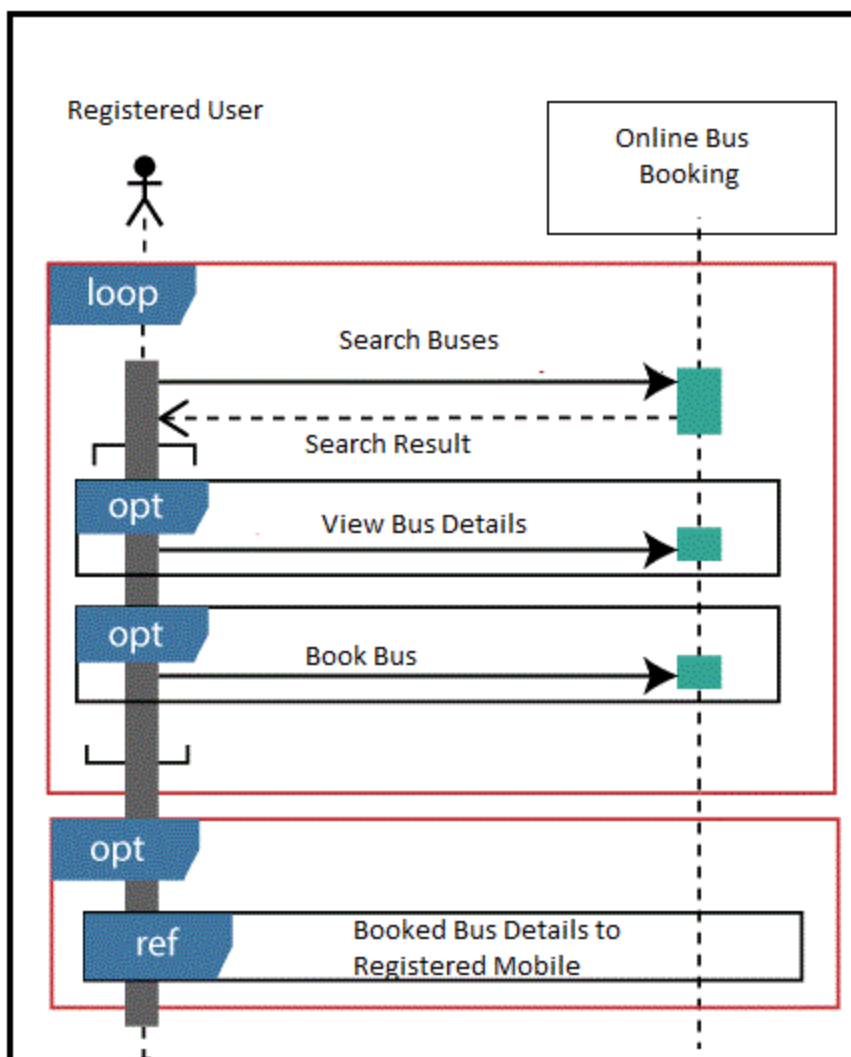 Registered User
Online Bus
Booking
loop
Search Buses
Search Result
opt
View Bus Details
opt
Book Bus
opt
ref
Booked Bus Details to
Registered Mobile